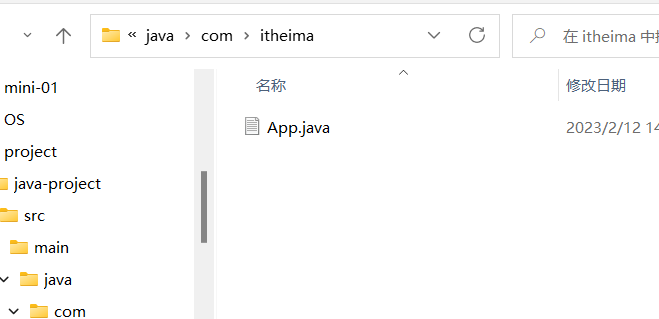 « java › com › itheima
在 itheima 中
mini-01
OS
project
java-project
src
main
java
com
名称
修改日期
App.java
2023/2/12 14